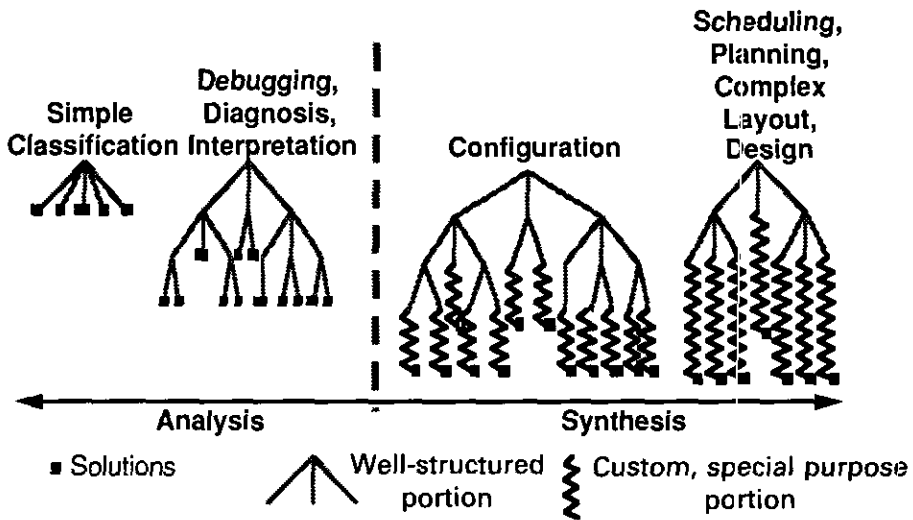 Simple
Classification
Debugging,
Diagnosis,
Interpretation
Configuration
Scheduling,
Planning,
Complex
Layout,
Design
Analysis
Synthesis
Solutions
Well-structured
portion
Custom, special purpose
portion